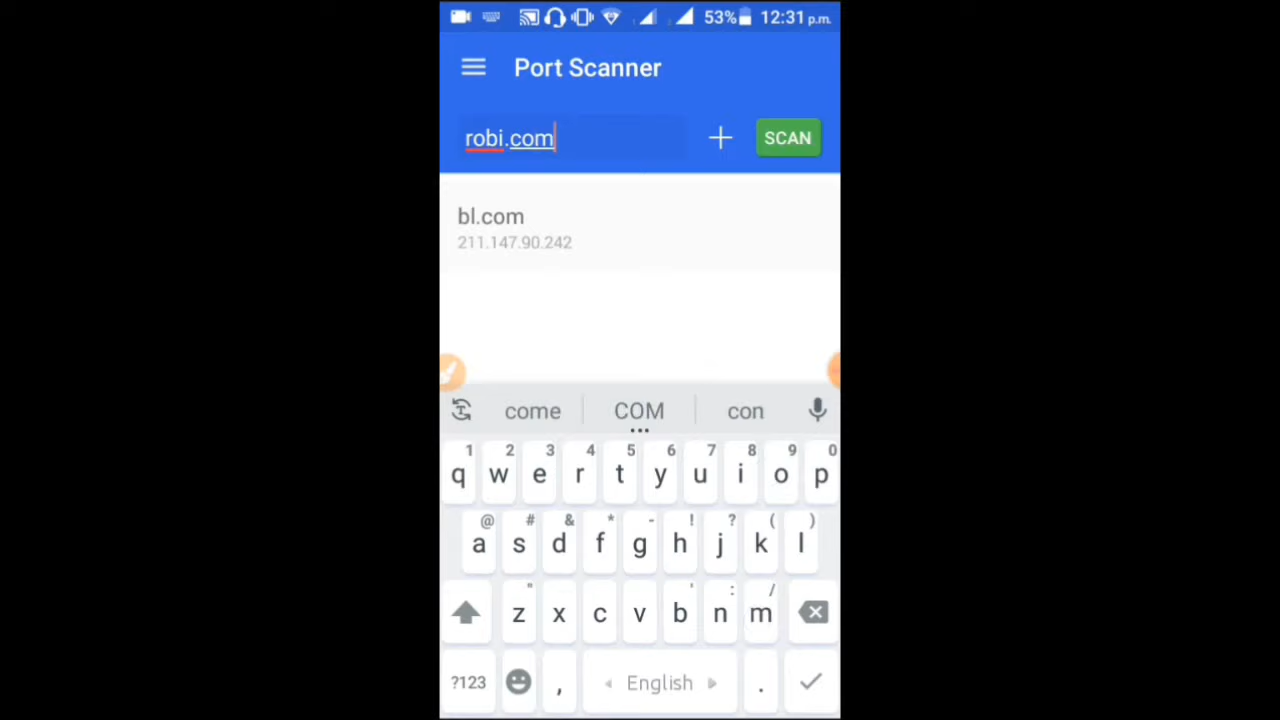 53% 12:31 p.m.
Port Scanner
robi.com
+ SCAN
bl.com
211.147.90.242
come COM con
1 2 3 4 5 6 7 8 9 0
q w e r t y u i o p
@ # & * - ! ? ( )
a s d f g h j k l
" ' : /
z x c v b n m
?123 , English .